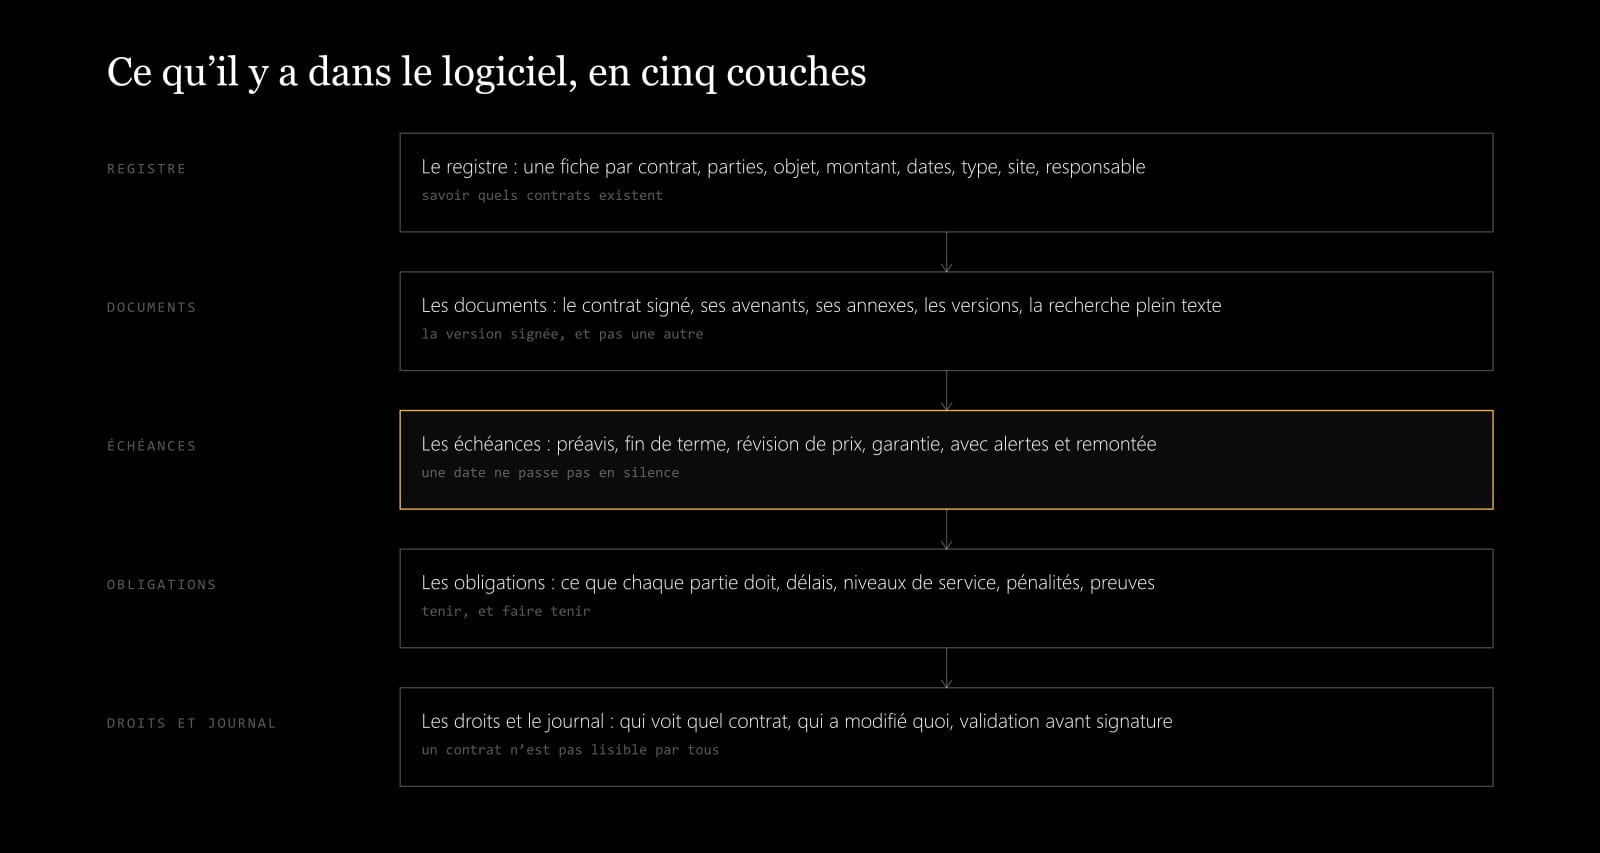 Ce qu’il y a dans le logiciel, en cinq couches
REGISTRE
Le registre : une fiche par contrat, parties, objet, montant, dates, type, site, responsable
savoir quels contrats existent
DOCUMENTS
Les documents : le contrat signé, ses avenants, ses annexes, les versions, la recherche plein texte
la version signée, et pas une autre
ÉCHÉANCES
Les échéances : préavis, fin de terme, révision de prix, garantie, avec alertes et remontée
une date ne passe pas en silence
OBLIGATIONS
Les obligations : ce que chaque partie doit, délais, niveaux de service, pénalités, preuves
tenir, et faire tenir
DROITS ET JOURNAL
Les droits et le journal : qui voit quel contrat, qui a modifié quoi, validation avant signature
un contrat n’est pas lisible par tous